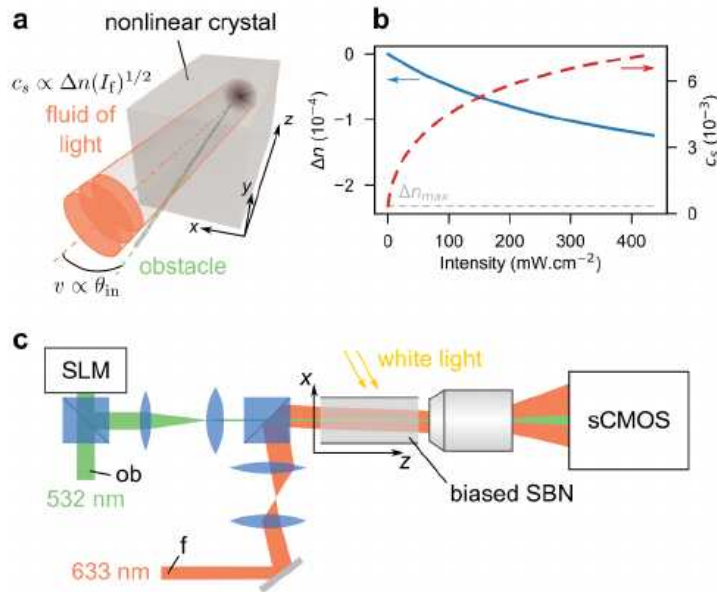 a
nonlinear crystal
c_s ∝ Δn(I_f)^{1/2}
fluid of
light
z
y
x
obstacle
v ∝ θ_in
b
0
−1
−2
Δn (10⁻⁴)
Δn_max
6
3
0
c_s (10⁻³)
0 100 200 300 400
Intensity (mW.cm⁻²)
c
SLM
white light
x
sCMOS
z
ob
biased SBN
532 nm
f
633 nm